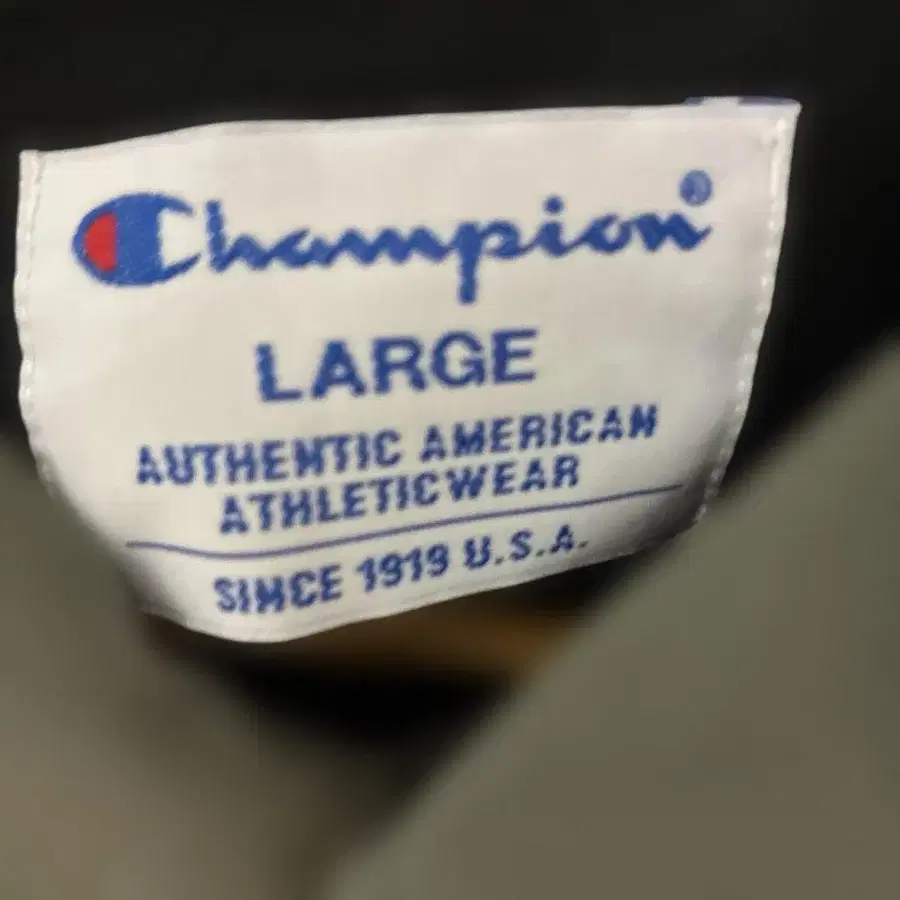 Champion®
LARGE
AUTHENTIC AMERICAN
ATHLETICWEAR
SINCE 1919 U.S.A.